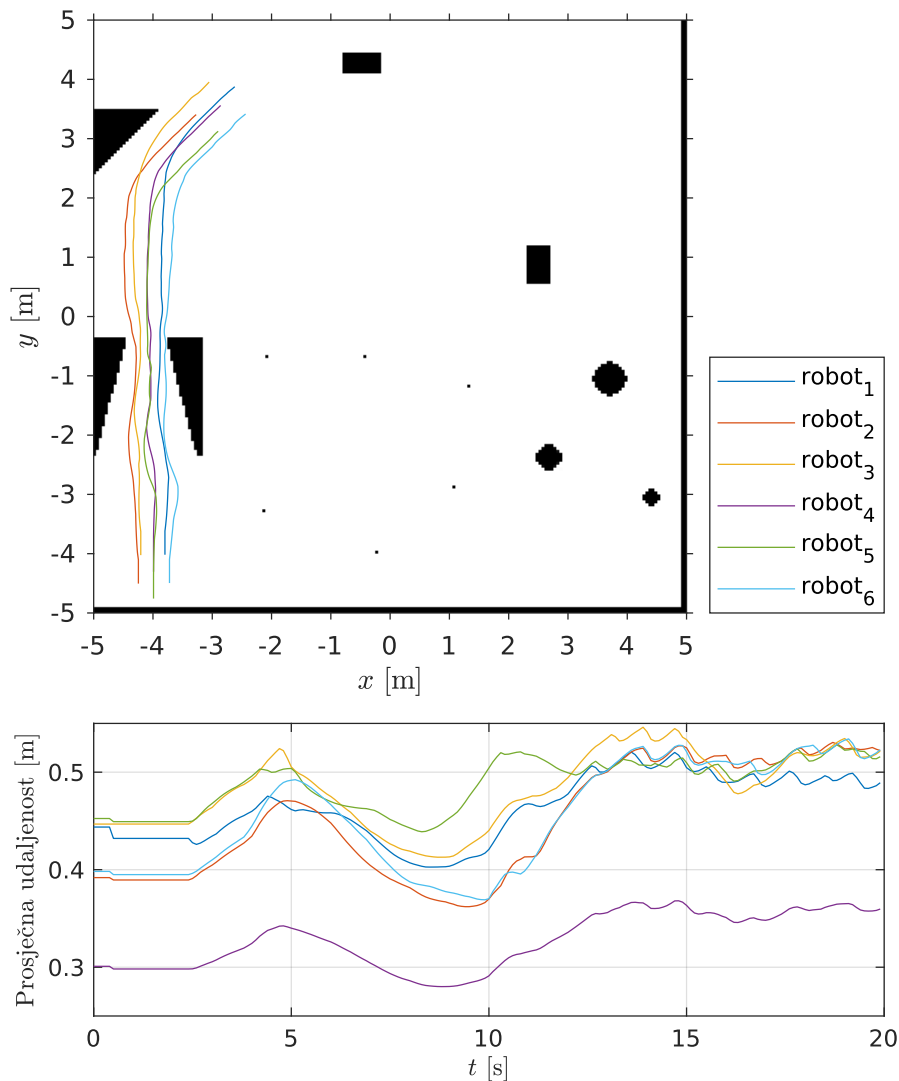 5
4
3
2
1
0
-1
-2
-3
-4
-5
y [m]
-5 -4 -3 -2 -1 0 1 2 3 4 5
x [m]
robot1
robot2
robot3
robot4
robot5
robot6
0.5
0.4
0.3
Prosječna udaljenost [m]
0 5 10 15 20
t [s]